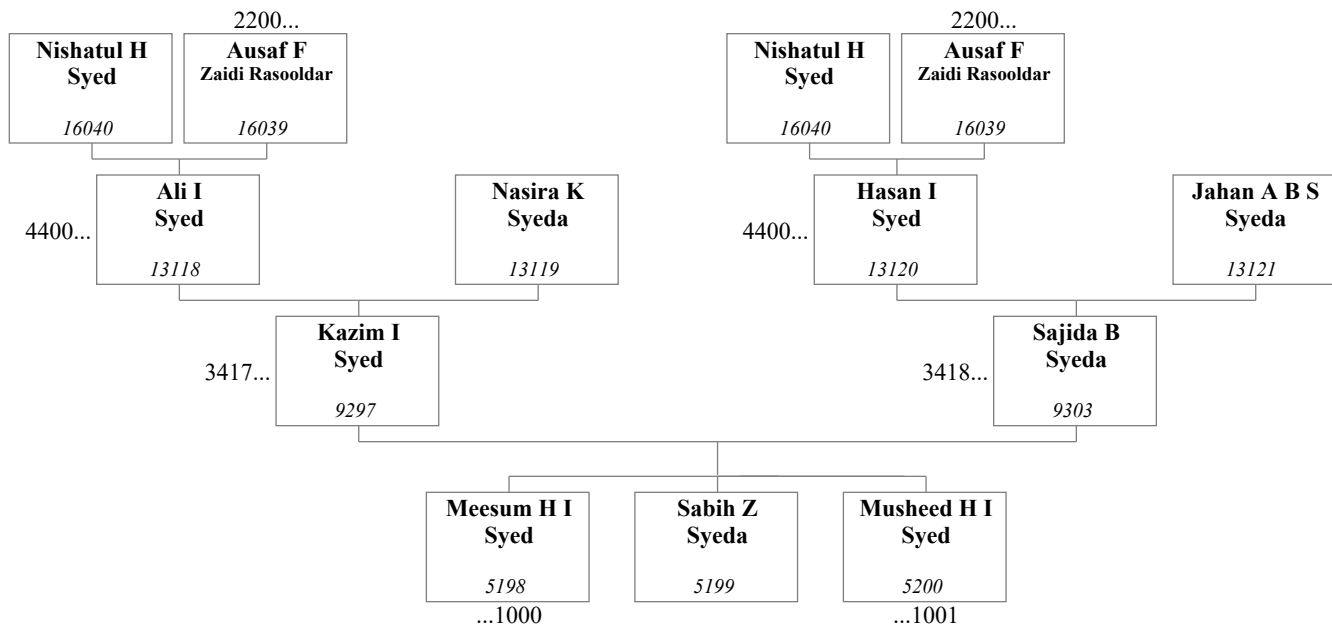 2200...
2200...
Nishatul H
Syed
16040
Ausaf F
Zaidi Rasooldar
16039
Nishatul H
Syed
16040
Ausaf F
Zaidi Rasooldar
16039
4400...
Ali I
Syed
13118
Nasira K
Syeda
13119
4400...
Hasan I
Syed
13120
Jahan A B S
Syeda
13121
3417...
Kazim I
Syed
9297
3418...
Sajida B
Syeda
9303
Meesum H I
Syed
5198
Sabih Z
Syeda
5199
Musheed H I
Syed
5200
...1000
...1001